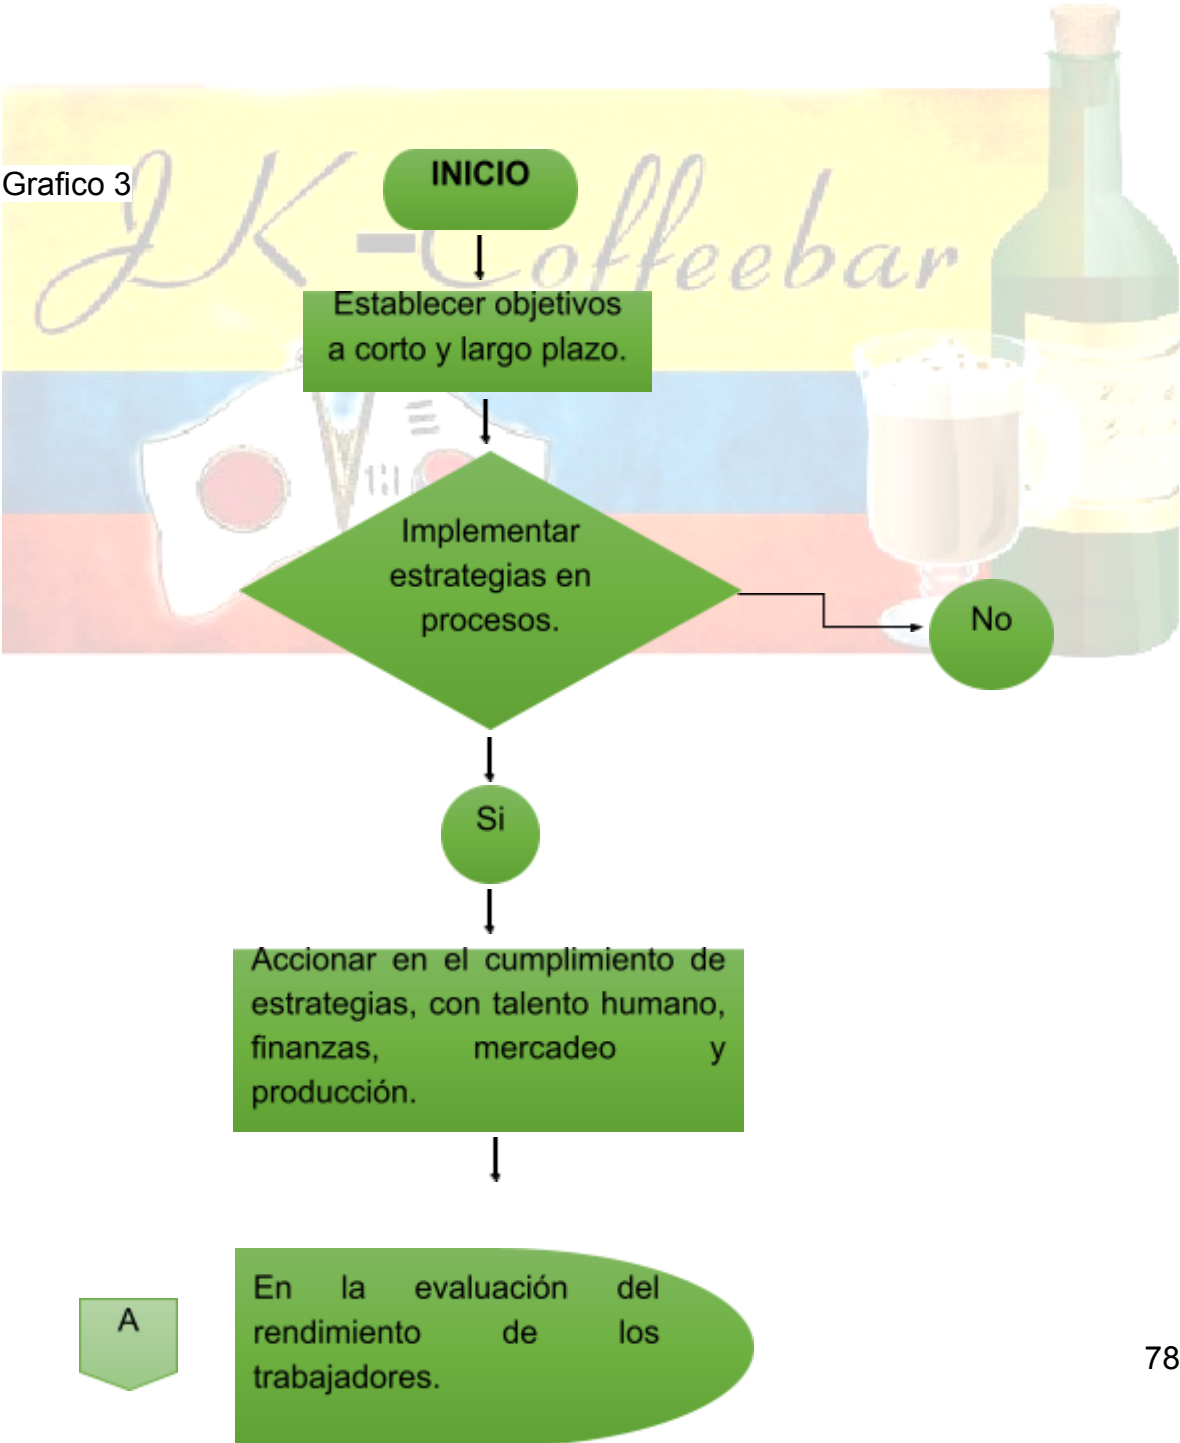 Grafico 3
JK-Coffeebar
INICIO
Establecer objetivos
a corto y largo plazo.
Implementar
estrategias en
procesos.
No
Si
Accionar en el cumplimiento de
estrategias, con talento humano,
finanzas, mercadeo y
producción.
En la evaluación del
rendimiento de los
trabajadores.
A
78